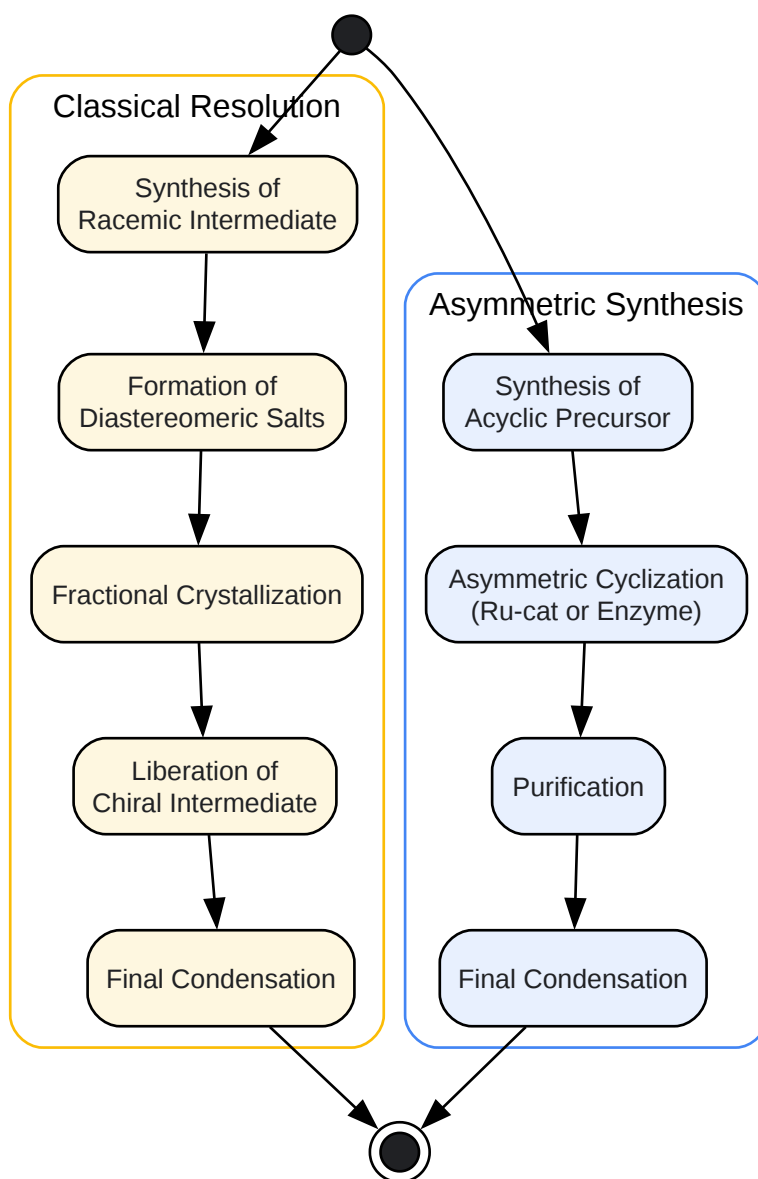 Classical Resolution
Synthesis of
Racemic Intermediate
Formation of
Diastereomeric Salts
Fractional Crystallization
Liberation of
Chiral Intermediate
Final Condensation
Asymmetric Synthesis
Synthesis of
Acyclic Precursor
Asymmetric Cyclization
(Ru-cat or Enzyme)
Purification
Final Condensation